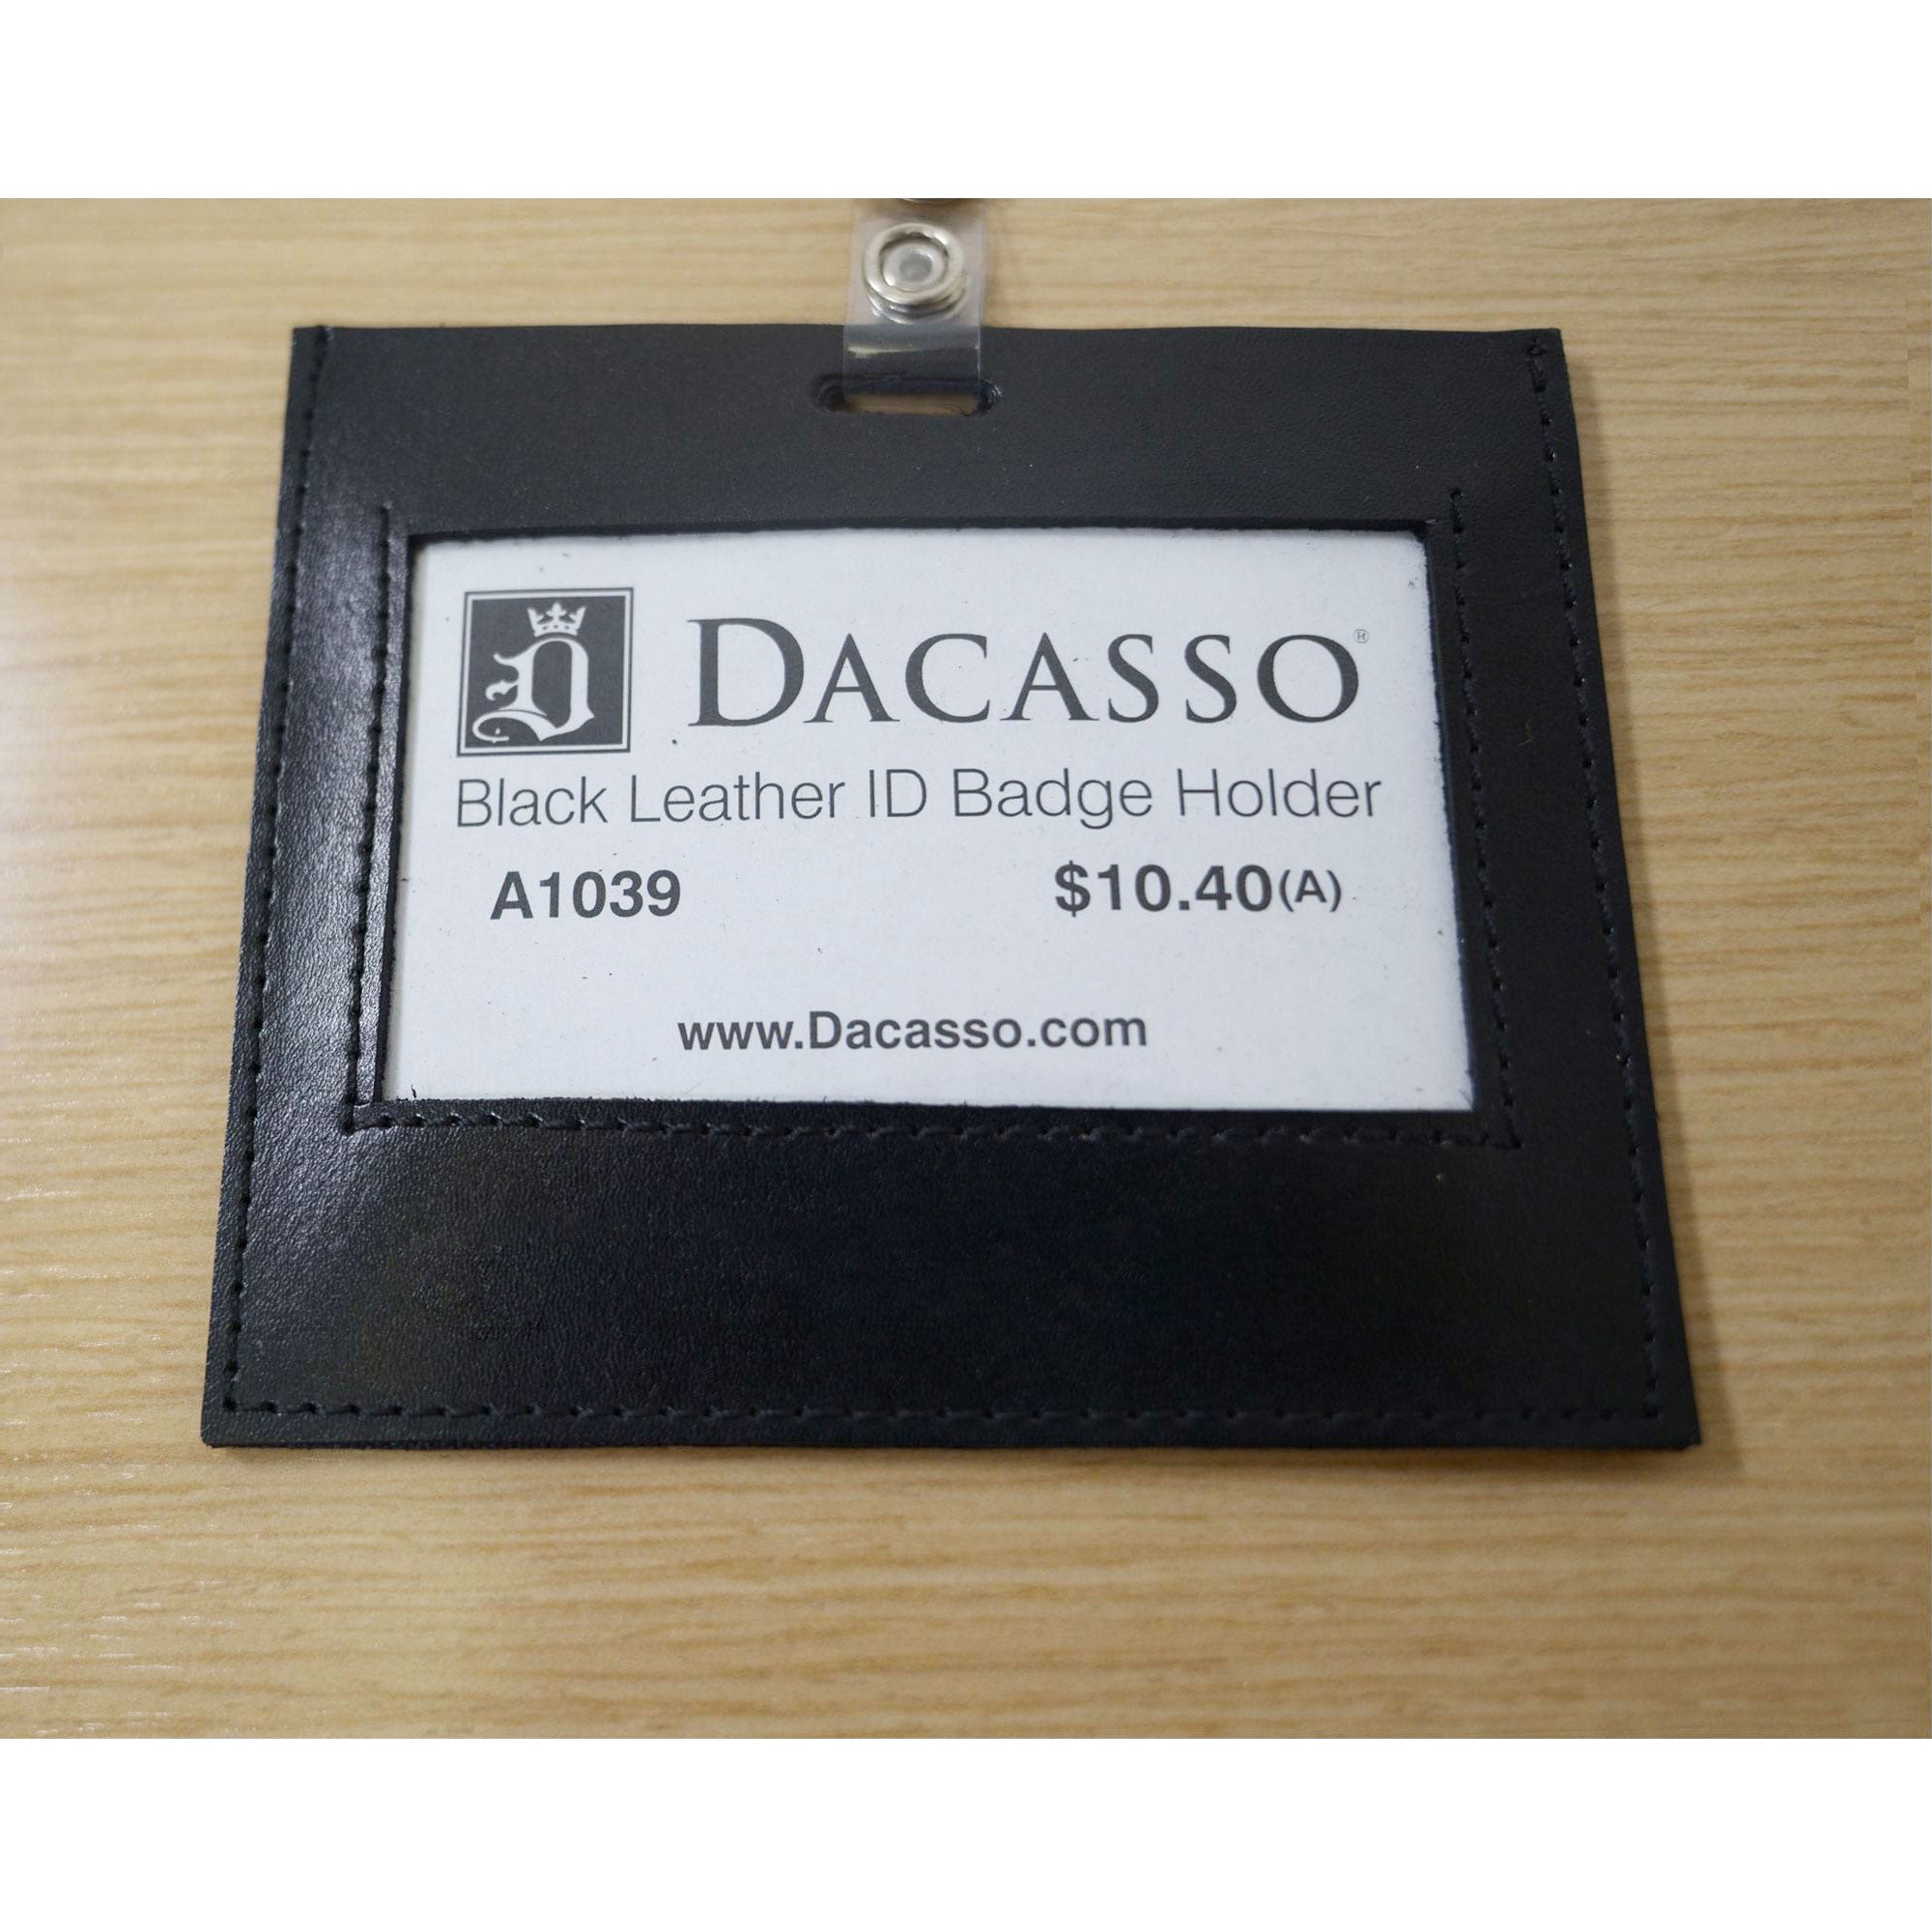 D DACASSO®
Black Leather ID Badge Holder
A1039 $10.40(A)
www.Dacasso.com